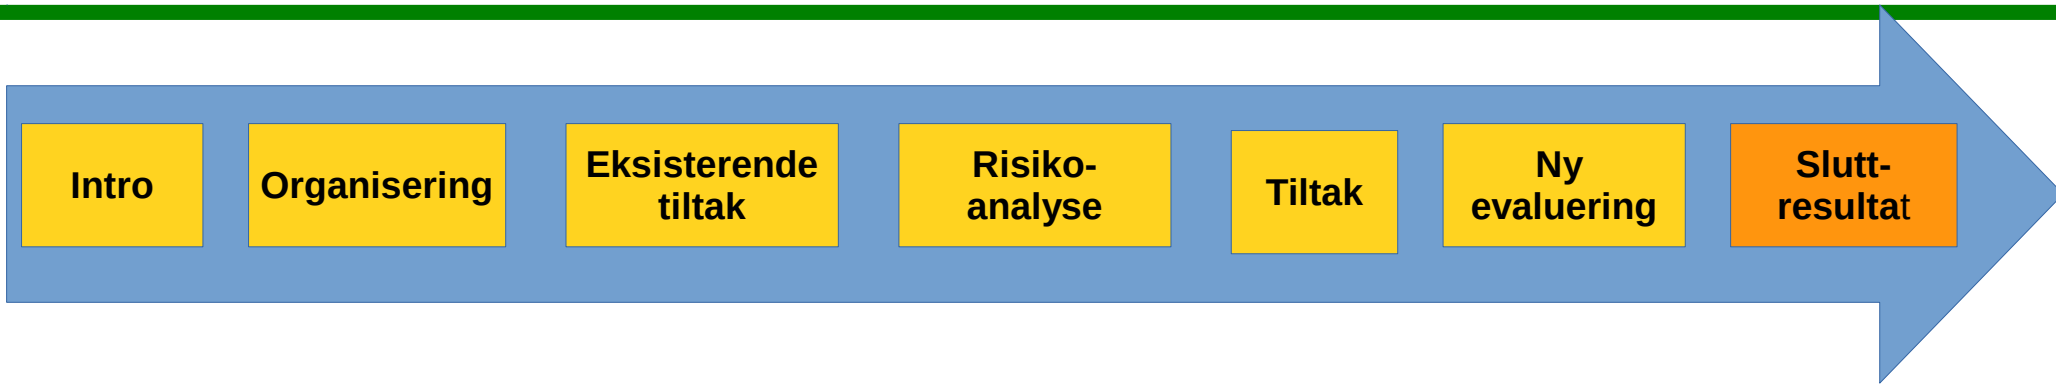 Intro
Organisering
Eksisterende
tiltak
Risiko-
analyse
Tiltak
Ny
evaluering
Slutt-
resultat